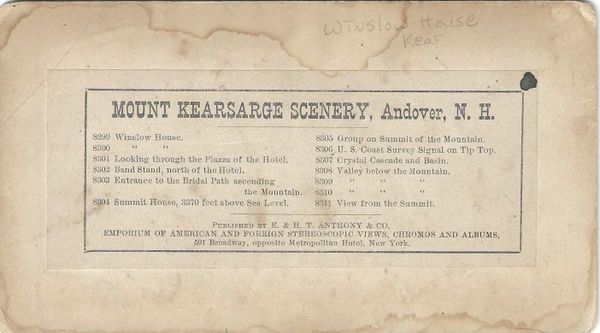 Winslow House
Kear
MOUNT KEARSARGE SCENERY, Andover, N. H.
8299 Winslow House.
8300 " "
8301 Looking through the Piazza of the Hotel.
8302 Band Stand, north of the Hotel.
8303 Entrance to the Bridal Path ascending
the Mountain.
8304 Summit House, 3370 feet above Sea Level.
8305 Group on Summit of the Mountain.
8306 U. S. Coast Survey Signal on Tip Top.
8307 Crystal Cascade and Basin.
8308 Valley below the Mountain.
8309 " " "
8310 " " "
8311 View from the Summit.
PUBLISHED BY E. & H. T. ANTHONY & CO.
EMPORIUM OF AMERICAN AND FOREIGN STEREOSCOPIC VIEWS, CHROMOS AND ALBUMS,
591 Broadway, opposite Metropolitan Hotel, New York.